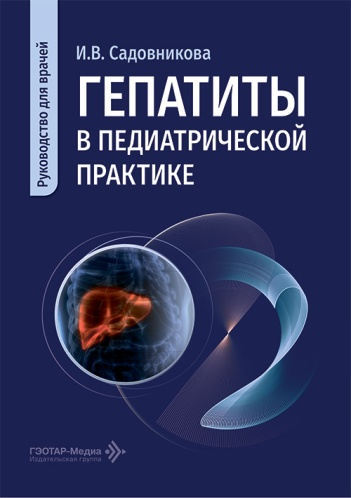 Руководство для врачей
И.В. Садовникова
ГЕПАТИТЫ
В ПЕДИАТРИЧЕСКОЙ
ПРАКТИКЕ
ГЭОТАР-Медиа
Издательская группа